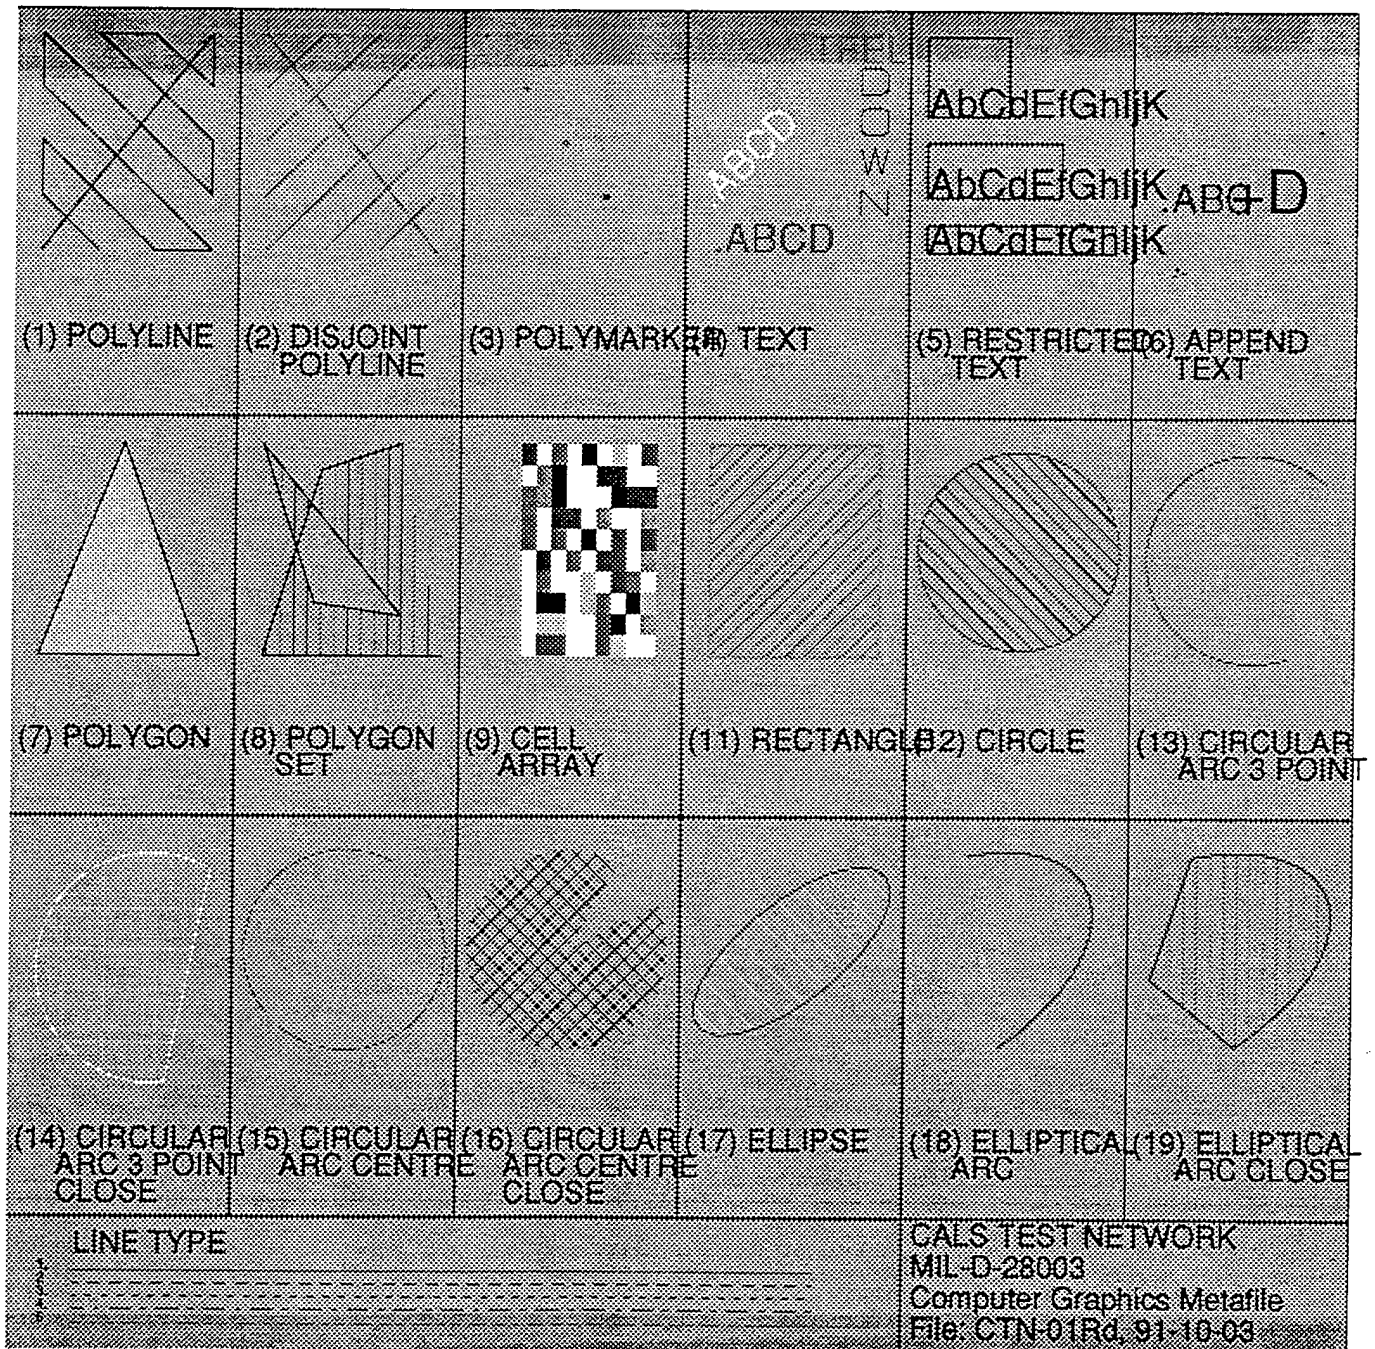 ABCD
D O W N
.ABCD
AbCdEfGhIjK
AbCdEfGhIjK
AbCdEfGhIjK
.ABC+D
(1) POLYLINE
(2) DISJOINT
POLYLINE
(3) POLYMARKER
(4) TEXT
(5) RESTRICTED
TEXT
(6) APPEND
TEXT
(7) POLYGON
(8) POLYGON
SET
(9) CELL
ARRAY
(11) RECTANGLE
(12) CIRCLE
(13) CIRCULAR
ARC 3 POINT
(14) CIRCULAR
ARC 3 POINT
CLOSE
(15) CIRCULAR
ARC CENTRE
(16) CIRCULAR
ARC CENTRE
CLOSE
(17) ELLIPSE
(18) ELLIPTICAL
ARC
(19) ELLIPTICAL
ARC CLOSE
LINE TYPE
CALS TEST NETWORK
MIL-D-28003
Computer Graphics Metafile
File: CTN-01Rd, 91-10-03